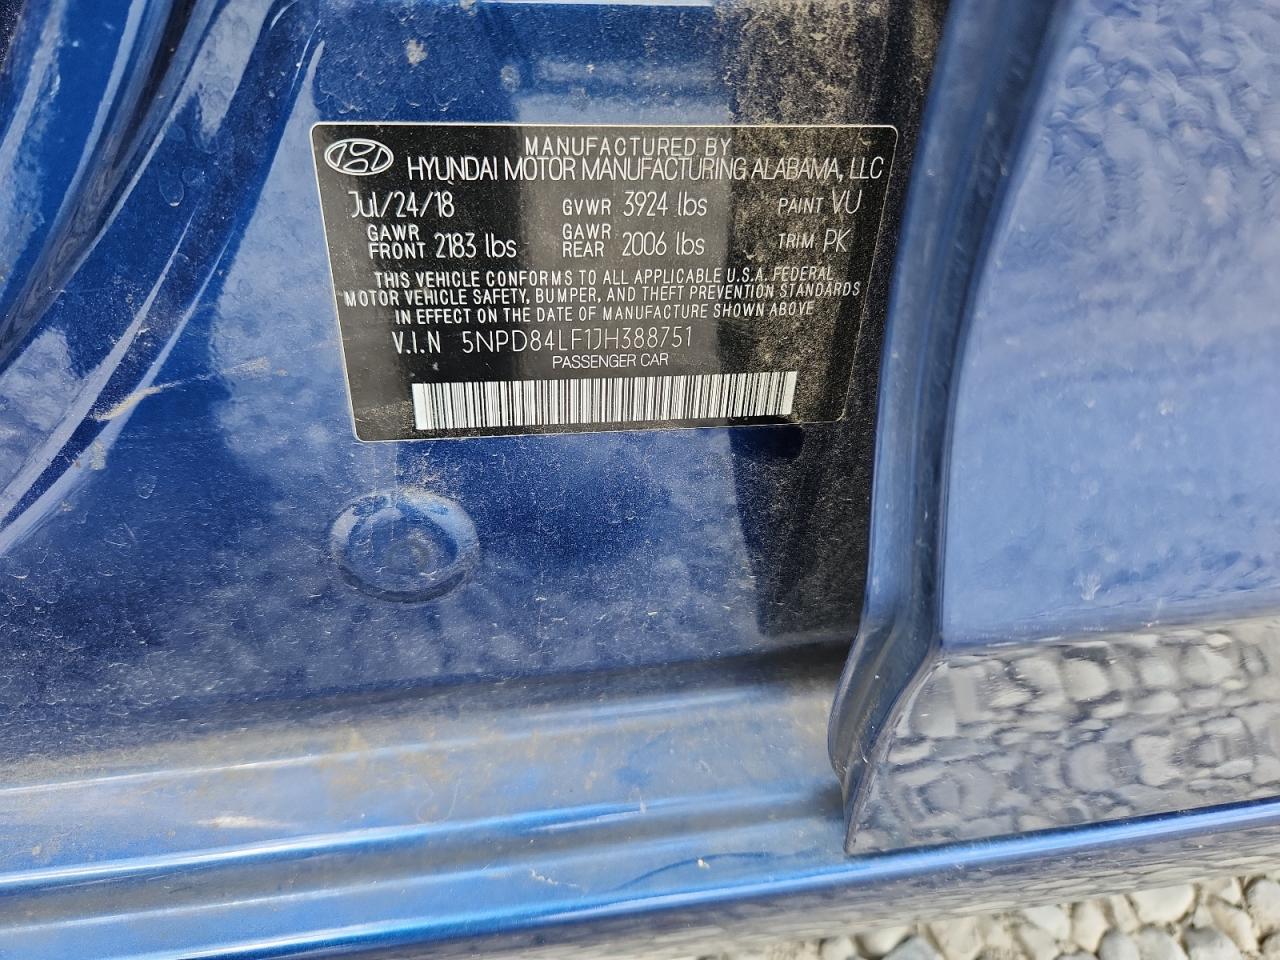 MANUFACTURED BY
HYUNDAI MOTOR MANUFACTURING ALABAMA, LLC
Jul/24/18 GVWR 3924 lbs PAINT VU
GAWR FRONT 2183 lbs GAWR REAR 2006 lbs TRIM PK
THIS VEHICLE CONFORMS TO ALL APPLICABLE U.S.A. FEDERAL
MOTOR VEHICLE SAFETY, BUMPER, AND THEFT PREVENTION STANDARDS
IN EFFECT ON THE DATE OF MANUFACTURE SHOWN ABOVE
V.I.N 5NPD84LF1JH388751
PASSENGER CAR